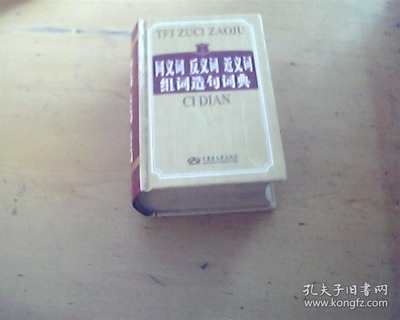 TFJ ZUCI ZAOJU
同义词 反义词 近义词
组词造句词典
CI DIAN
孔夫子旧书网
www.kongfz.com